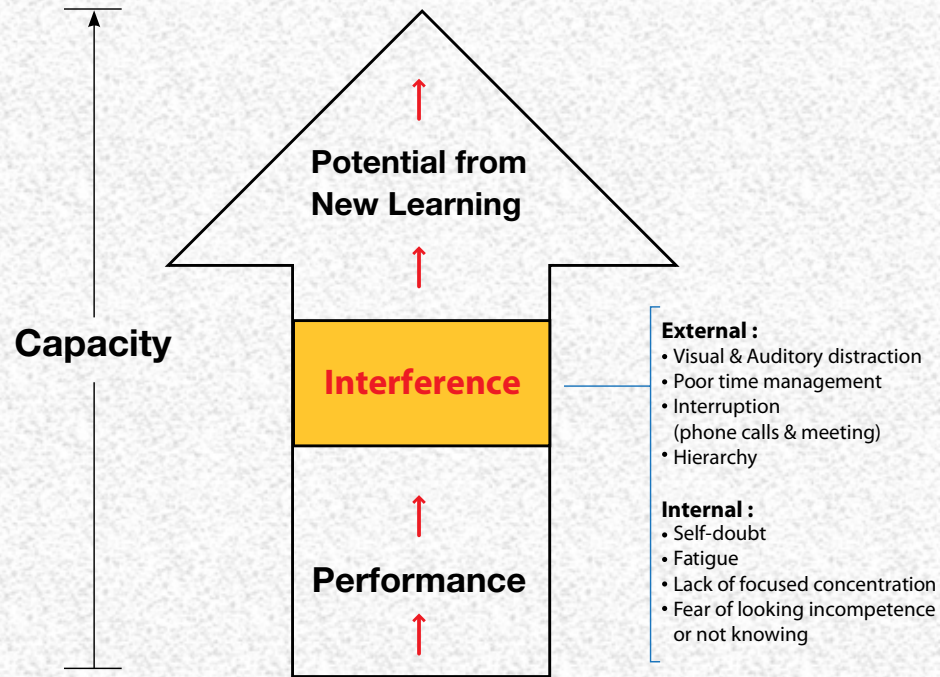 Potential from
New Learning
Capacity
Interference
Performance
External :
• Visual & Auditory distraction
• Poor time management
• Interruption
(phone calls & meeting)
• Hierarchy
Internal :
• Self-doubt
• Fatigue
• Lack of focused concentration
• Fear of looking incompetence
or not knowing